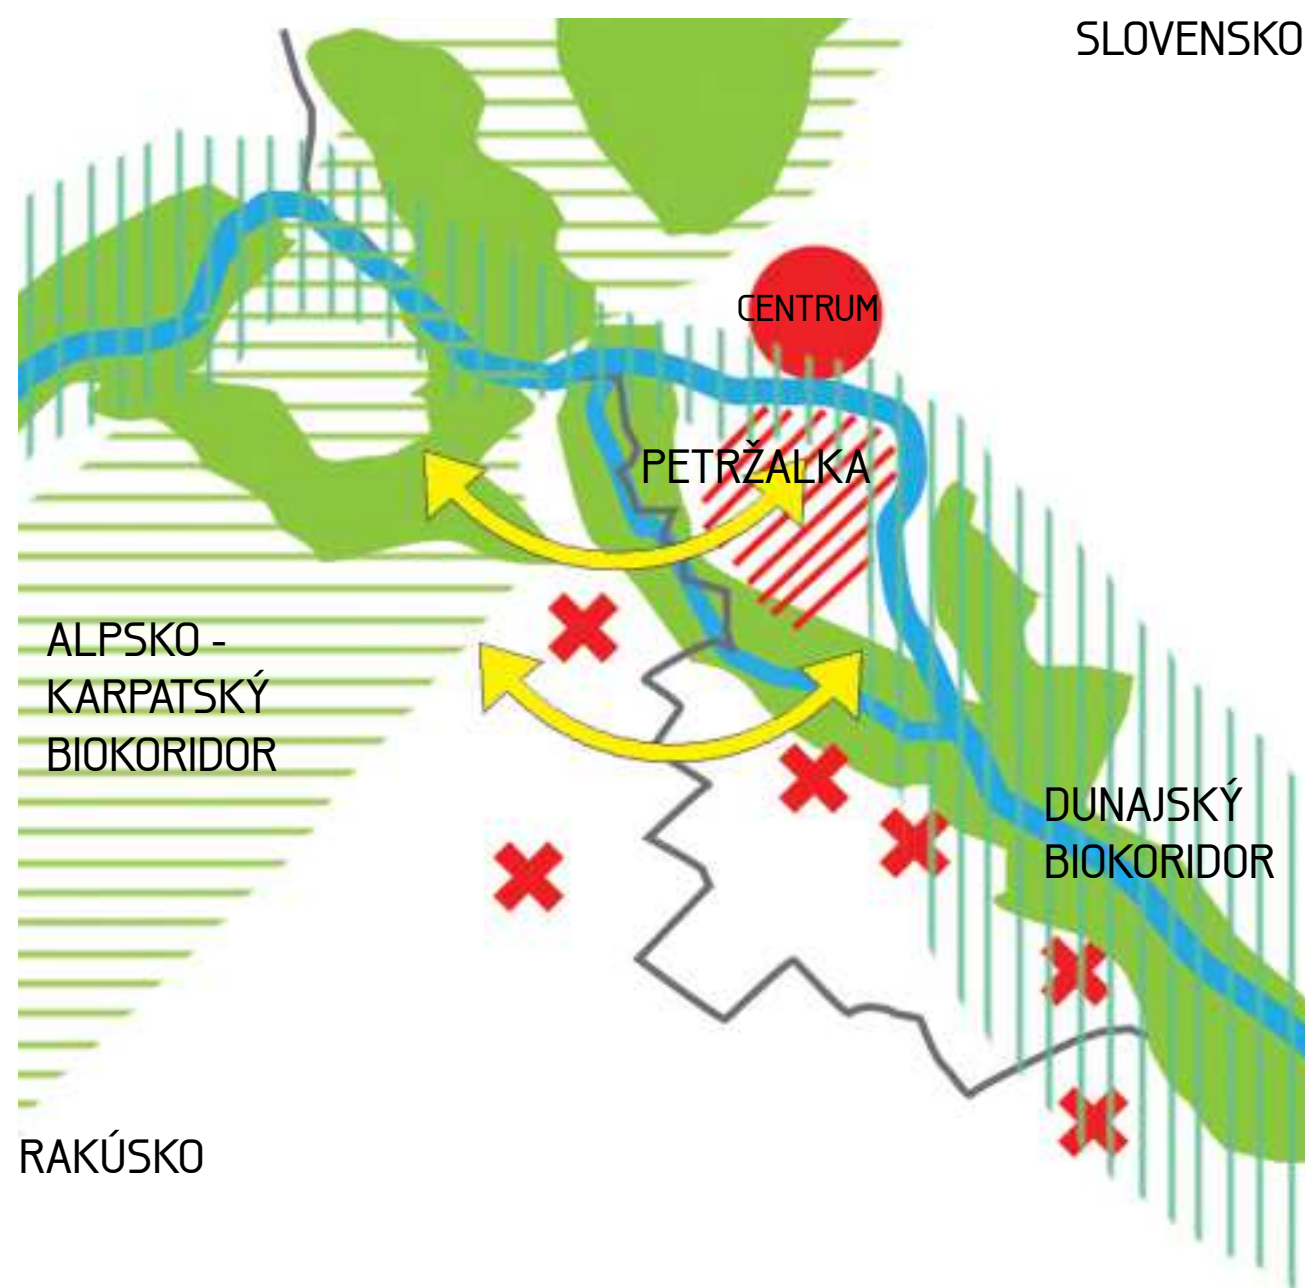 SLOVENSKO
CENTRUM
PETRŽALKA
ALPSKO -
KARPATSKÝ
BIOKORIDOR
DUNAJSKÝ
BIOKORIDOR
RAKÚSKO